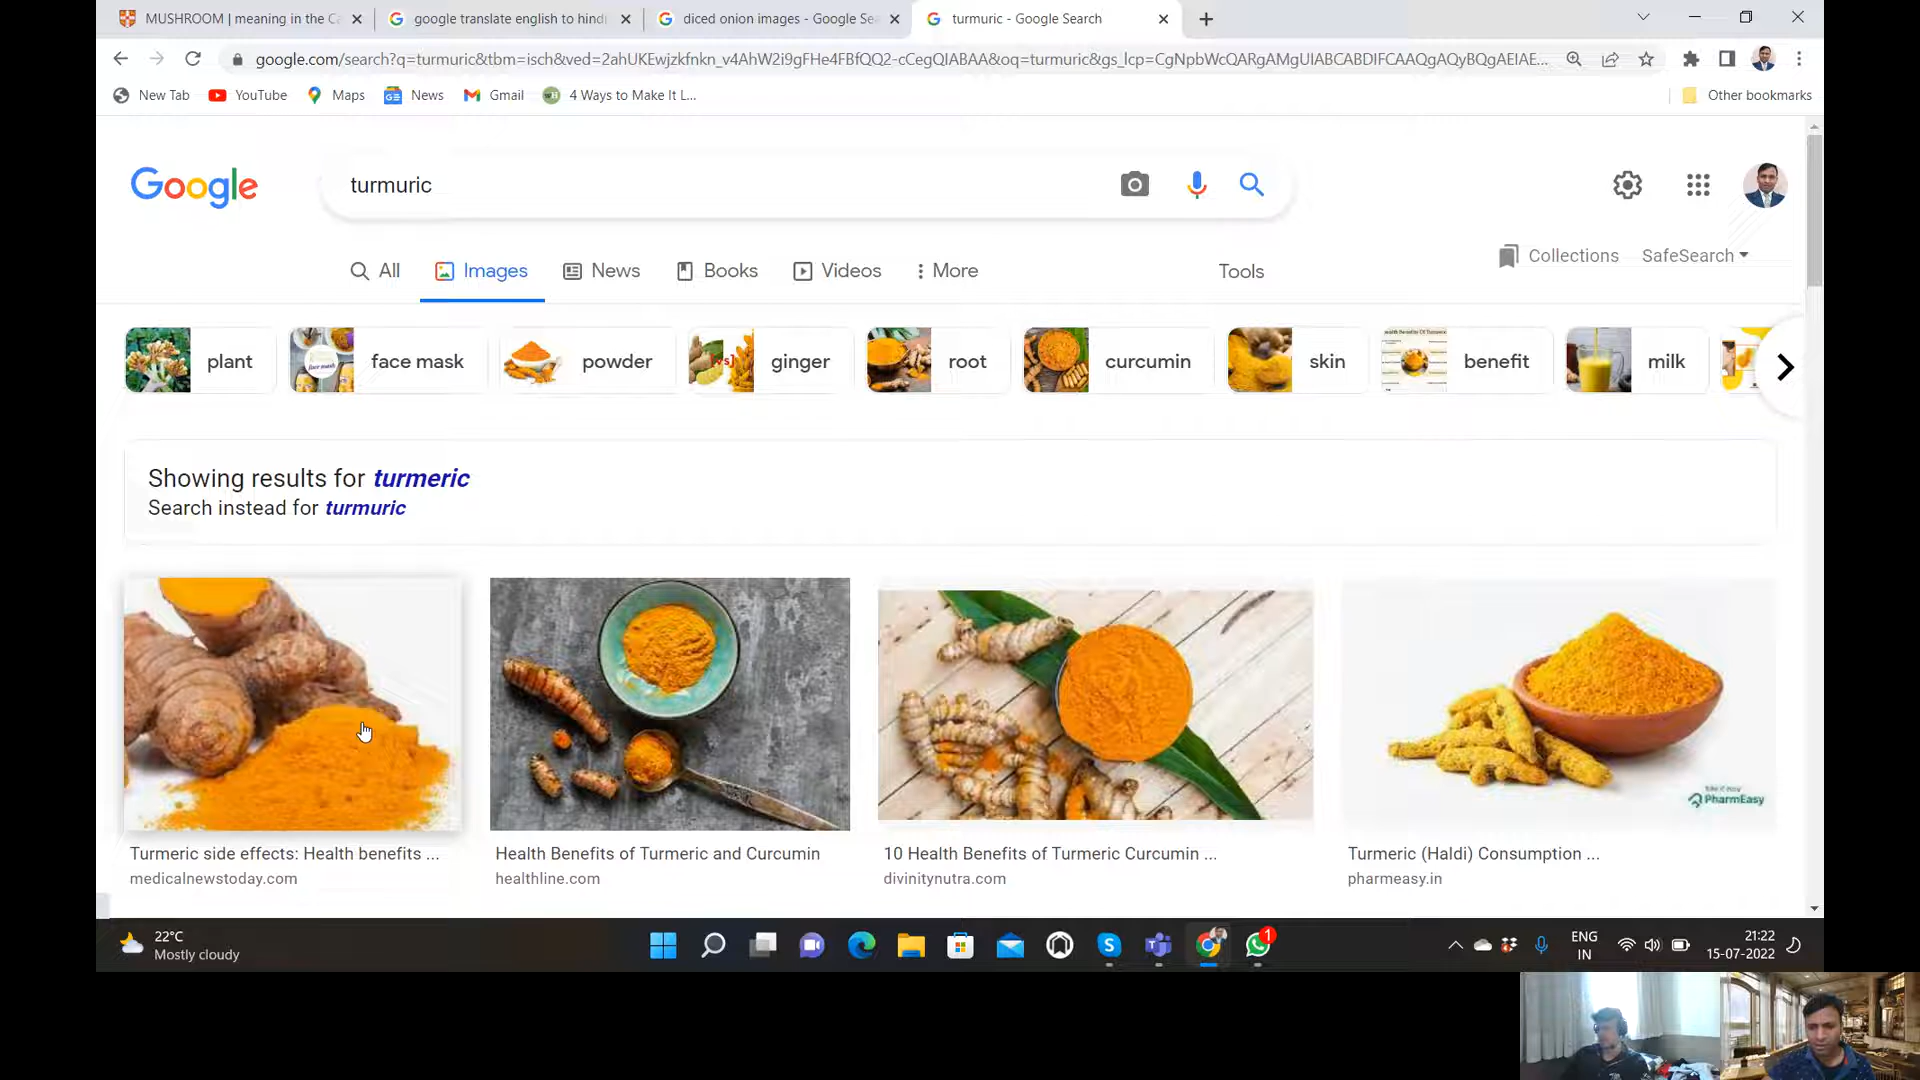 MUSHROOM | meaning in the Ca
google translate english to hindi
diced onion images - Google Sea
turmuric - Google Search
google.com/search?q=turmuric&tbm=isch&ved=2ahUKEwjzkfnkn_v4AhW2i9gFHe4FBfQQ2-cCegQIABAA&oq=turmuric&gs_lcp=CgNpbWcQARgAMgUIABCABDIFCAAQgAQyBQgAEIAE...
New Tab YouTube Maps News Gmail 4 Ways to Make It L... Other bookmarks
Google
turmuric
All Images News Books Videos More Tools
Collections SafeSearch
plant face mask powder ginger root curcumin skin benefit milk
Showing results for turmeric
Search instead for turmuric
PharmEasy
Turmeric side effects: Health benefits ...
medicalnewstoday.com
Health Benefits of Turmeric and Curcumin
healthline.com
10 Health Benefits of Turmeric Curcumin ...
divinitynutra.com
Turmeric (Haldi) Consumption ...
pharmeasy.in
22°C
Mostly cloudy
1
ENG
IN
21:22
15-07-2022